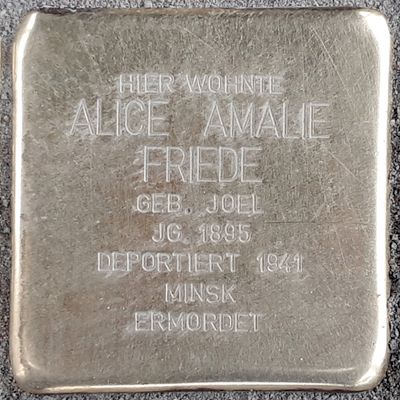 HIER WOHNTE
ALICE AMALIE
FRIEDE
GEB. JOEL
JG. 1895
DEPORTIERT 1941
MINSK
ERMORDET